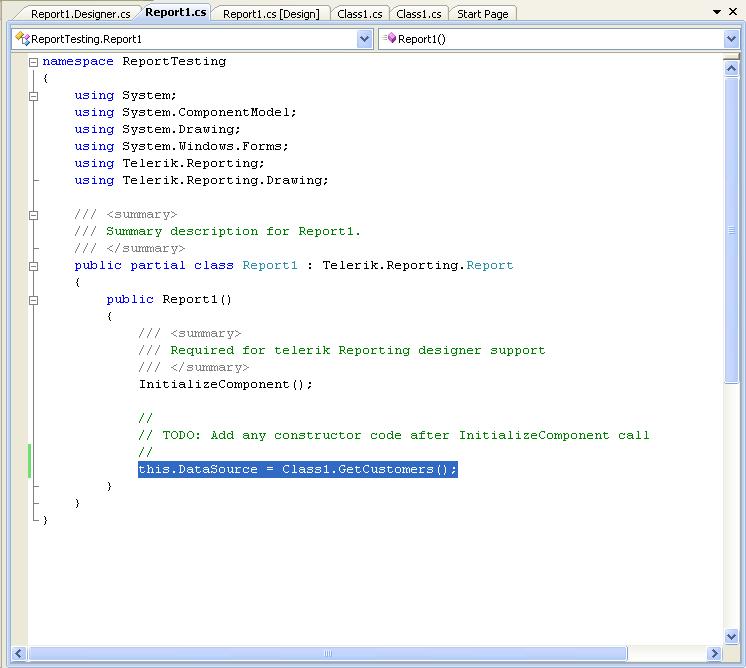 Report1.Designer.cs Report1.cs Report1.cs [Design] Class1.cs Class1.cs Start Page
ReportTesting.Report1 Report1()
namespace ReportTesting
{
using System;
using System.ComponentModel;
using System.Drawing;
using System.Windows.Forms;
using Telerik.Reporting;
using Telerik.Reporting.Drawing;
/// <summary>
/// Summary description for Report1.
/// </summary>
public partial class Report1 : Telerik.Reporting.Report
{
public Report1()
{
/// <summary>
/// Required for telerik Reporting designer support
/// </summary>
InitializeComponent();
//
// TODO: Add any constructor code after InitializeComponent call
//
this.DataSource = Class1.GetCustomers();
}
}
}